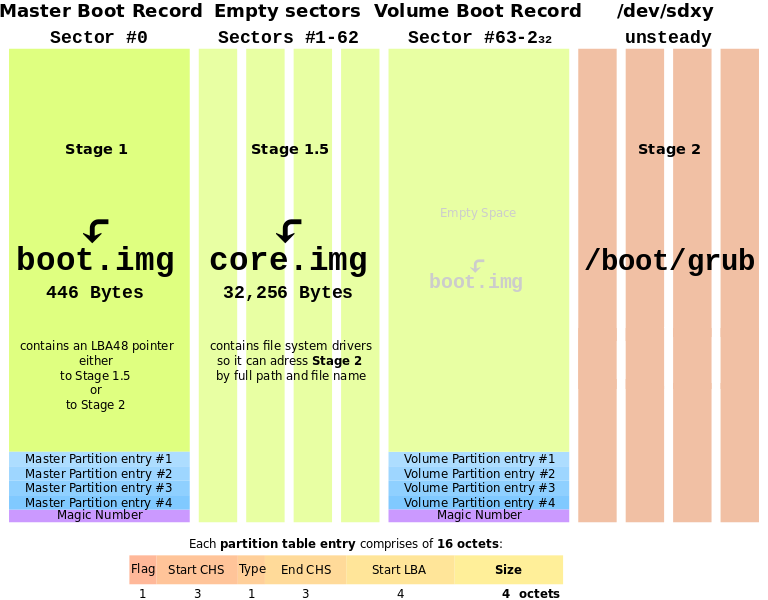 Master Boot Record
Sector #0
Stage 1
boot.img
446 Bytes
contains an LBA48 pointer
either
to Stage 1.5
or
to Stage 2
Master Partition entry #1
Master Partition entry #2
Master Partition entry #3
Master Partition entry #4
Magic Number
Empty sectors
Sectors #1-62
Stage 1.5
core.img
32,256 Bytes
contains file system drivers
so it can adress Stage 2
by full path and file name
Volume Boot Record
Sector #63-2₃₂
Empty Space
boot.img
Volume Partition entry #1
Volume Partition entry #2
Volume Partition entry #3
Volume Partition entry #4
Magic Number
/dev/sdxy
unsteady
Stage 2
/boot/grub
Each partition table entry comprises of 16 octets:
Flag Start CHS Type End CHS Start LBA Size
1 3 1 3 4 4 octets